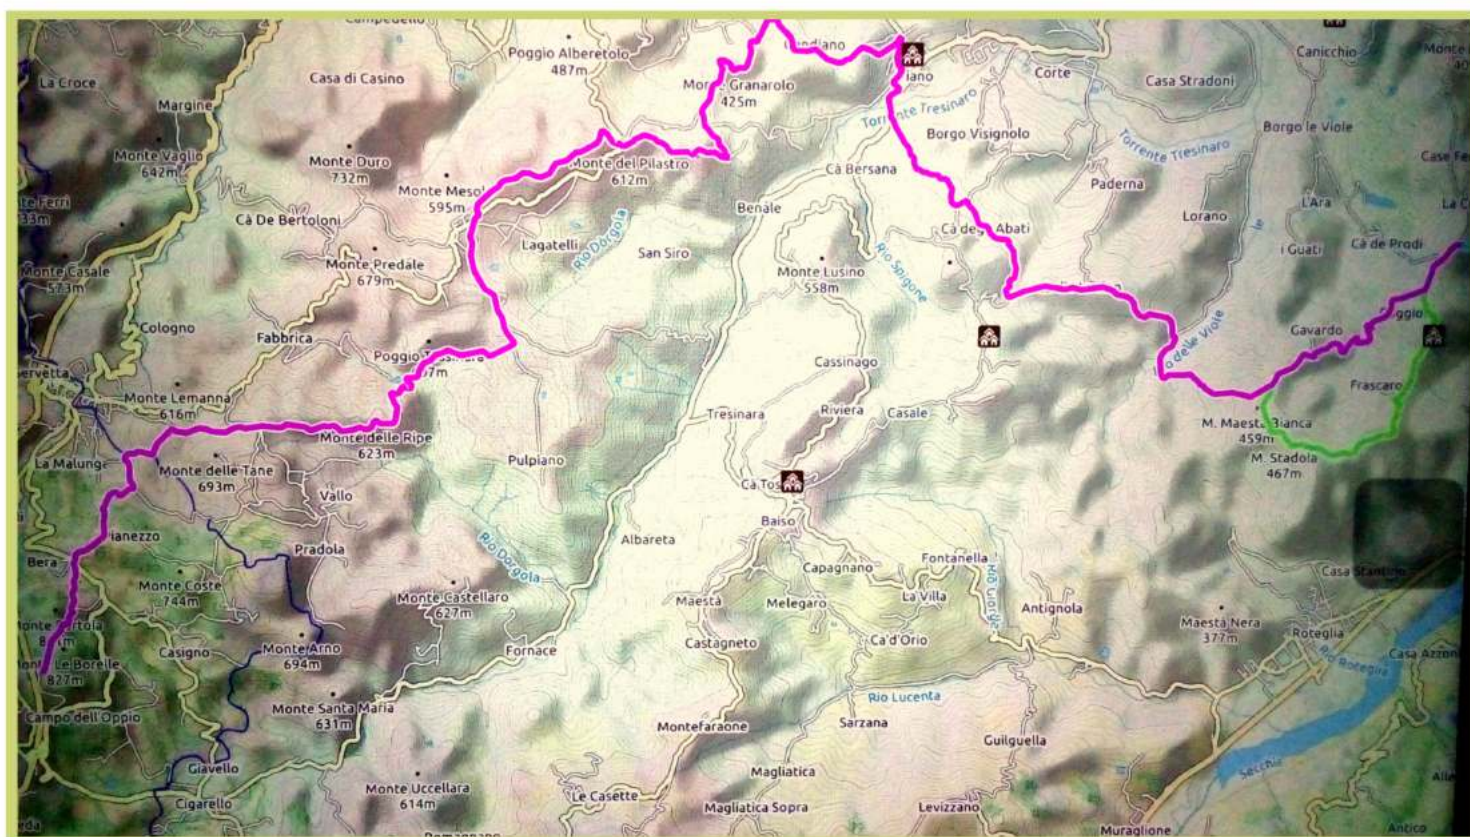 Campedello
Poggio Alberetolo
487m
Casa di Casino
La Croce
Margine
Monte Granarolo
425m
Corte
Canicchio
Casa Stradoni
Torrente Tresinaro
Borgo Visignolo
Borgo le Viole
Torrente Tresinaro
Monte Vaglio
642m
Monte Duro
732m
Monte del Pilastro
612m
Cà Bersana
Paderna
Monte Mesol
595m
Cà De Bertoloni
Benale
Lorano
L'Ara
Lagatelli
Rio Dorgola
San Siro
Cà degli Abati
i Guati
Cà de Prodi
Monte Casale
573m
Monte Predale
679m
Monte Lusino
558m
Rio Spigone
Cologno
Fabbrica
Gavardo
Cassinago
Frascaro
Monte Lemanna
616m
Tresinara
Riviera
Casale
M. Maestà Bianca
459m
Monte delle Ripe
623m
M. Stadola
467m
La Malunga
Monte delle Tane
693m
Pulpiano
Vallo
Baiso
Pradola
Rio Dorgola
Albareta
Bera
Capagnano
Fontanella
Monte Coste
744m
Monte Castellaro
627m
Maestà
Melegaro
La Villa
Antignola
Casa Stantino
Maestà Nera
377m
Roteglia
Casigno
Monte Arno
694m
Fornace
Castagneto
Ca d'Orio
Rio Roteglia
827m
Campo dell'Oppio
Monte Santa Maria
631m
Rio Lucenta
Montefaraone
Sarzana
Guilguella
Giavello
Magliatica
Secchia
Cigarello
Monte Uccellara
614m
Le Casette
Magliatica Sopra
Levizzano
Muraglione
Antico